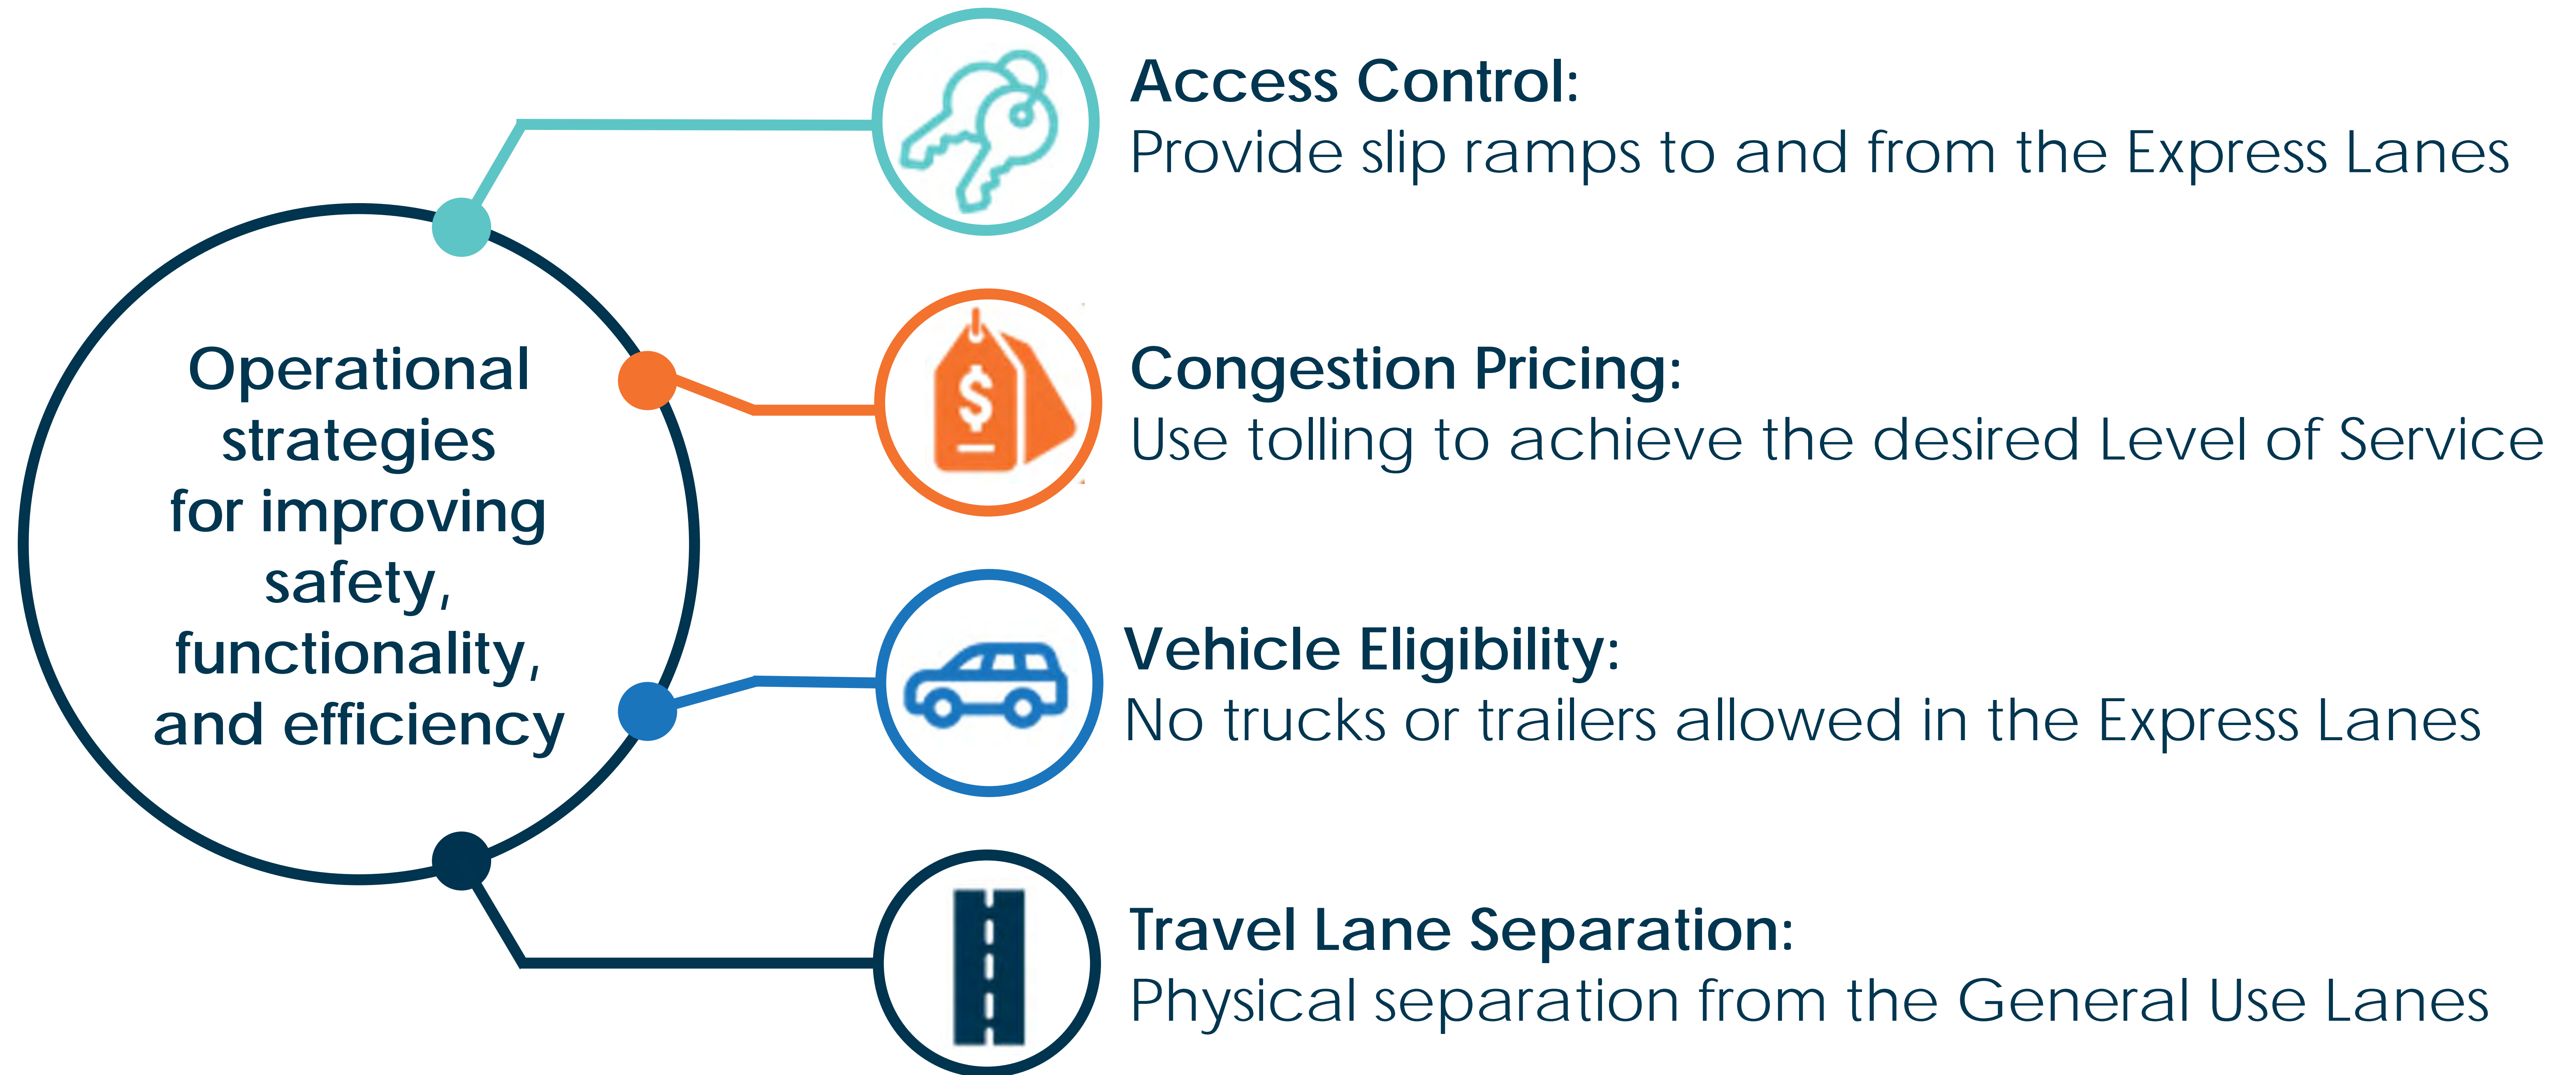 Operational
strategies
for improving
safety,
functionality,
and efficiency
Access Control:
Provide slip ramps to and from the Express Lanes
$
Congestion Pricing:
Use tolling to achieve the desired Level of Service
Vehicle Eligibility:
No trucks or trailers allowed in the Express Lanes
Travel Lane Separation:
Physical separation from the General Use Lanes